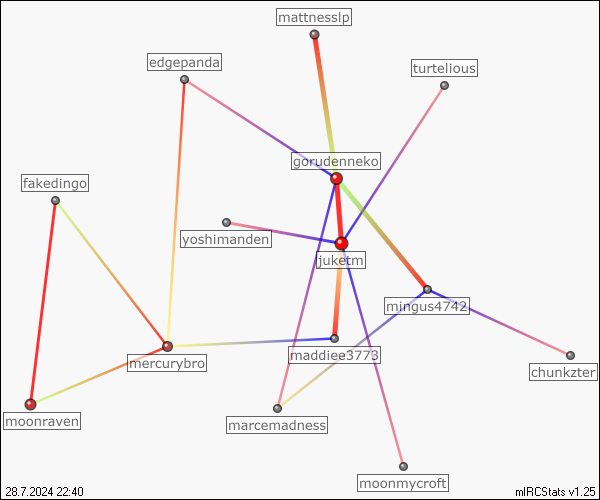 mattnesslp
edgepanda
turtelious
gorudenneko
fakedingo
yoshimanden
juketm
mingus4742
maddiee3773
mercurybro
chunkzter
moonraven
marcemadness
moonmycroft
28.7.2024 22:40
mIRCStats v1.25